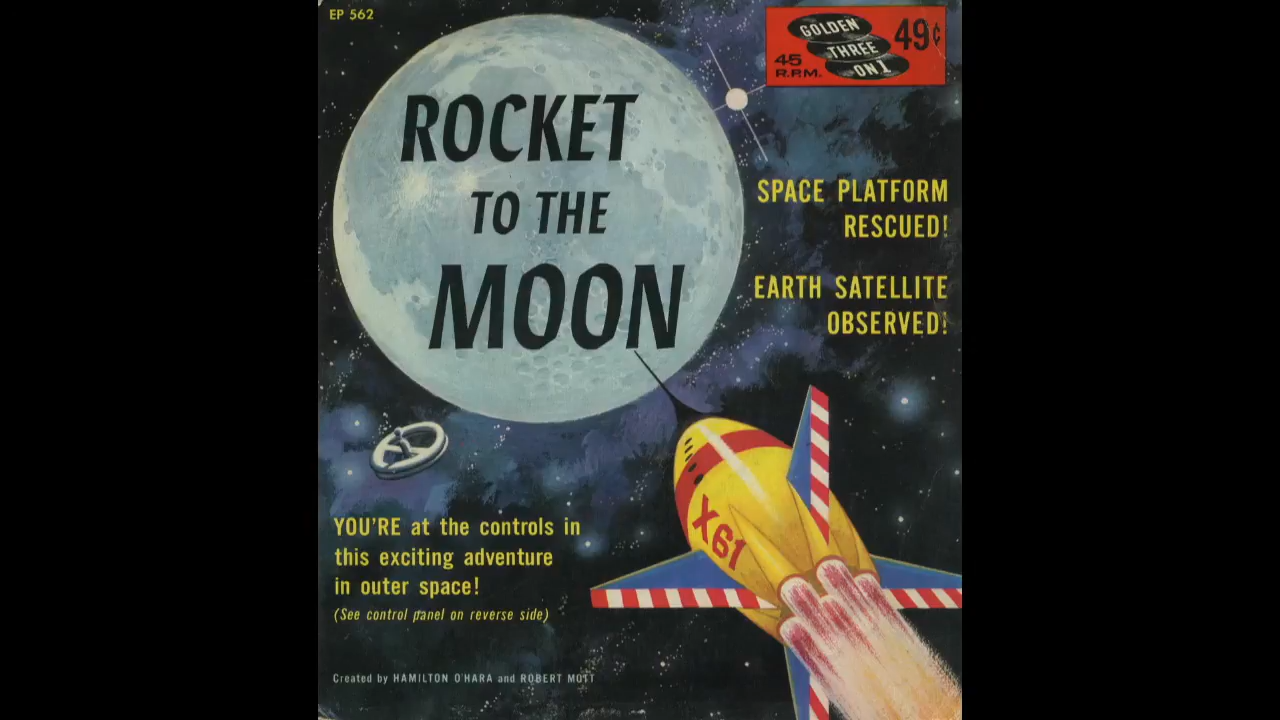 EP 562
GOLDEN
THREE
ON 1
49¢
45
R.P.M.
ROCKET
TO THE
MOON
SPACE PLATFORM
RESCUED!
EARTH SATELLITE
OBSERVED!
X61
YOU'RE at the controls in
this exciting adventure
in outer space!
(See control panel on reverse side)
Created by HAMILTON O'HARA and ROBERT MOTT